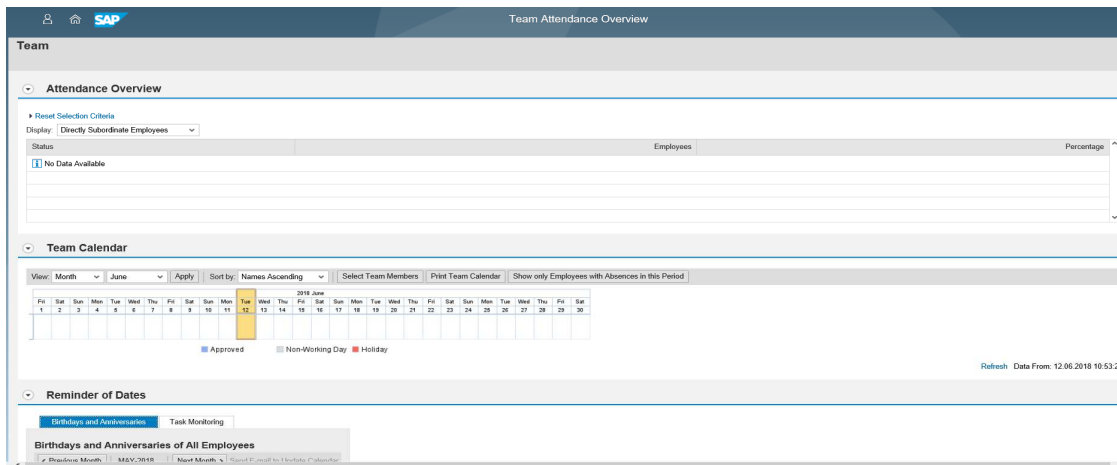 SAP
Team Attendance Overview
Team
Attendance Overview
Reset Selection Criteria
Display: Directly Subordinate Employees
Status Employees Percentage
No Data Available
Team Calendar
View: Month June Apply Sort by: Names Ascending Select Team Members Print Team Calendar Show only Employees with Absences in this Period
2018 June
Fri Sat Sun Mon Tue Wed Thu Fri Sat Sun Mon Tue Wed Thu Fri Sat Sun Mon Tue Wed Thu Fri Sat Sun Mon Tue Wed Thu Fri Sat
1 2 3 4 5 6 7 8 9 10 11 12 13 14 15 16 17 18 19 20 21 22 23 24 25 26 27 28 29 30
Approved Non-Working Day Holiday
Refresh Data From: 12.06.2018 10:53:2
Reminder of Dates
Birthdays and Anniversaries Task Monitoring
Birthdays and Anniversaries of All Employees
< Previous Month MAY-2018 Next Month > Send E-mail to Update Calendar